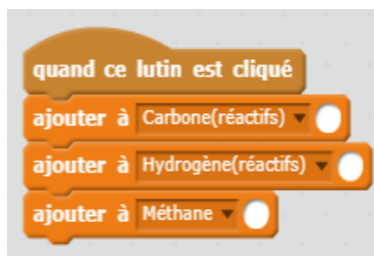 quand ce lutin est cliqué
ajouter à Carbone(réactifs)
ajouter à Hydrogène(réactifs)
ajouter à Méthane